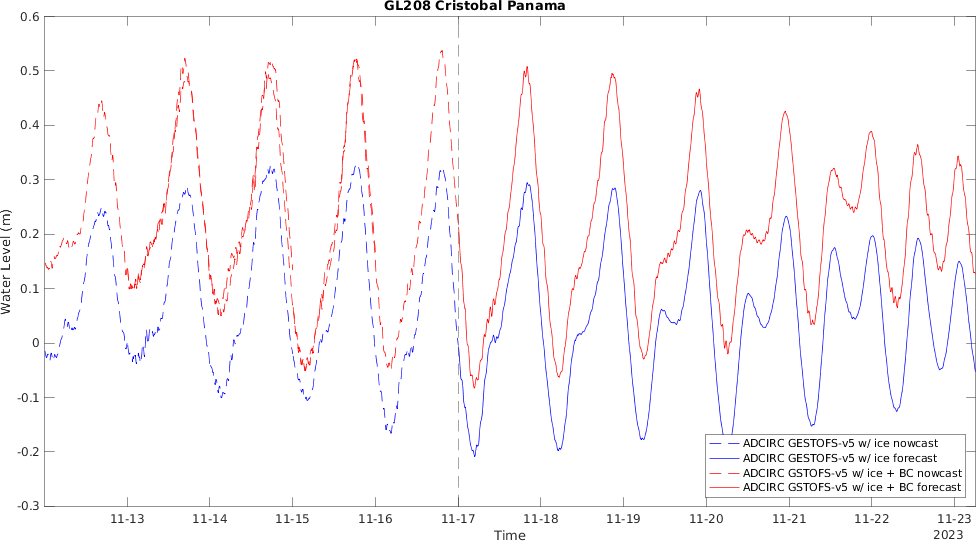 GL208 Cristobal Panama
0.6
0.5
0.4
0.3
0.2
0.1
0
-0.1
-0.2
-0.3
Water Level (m)
ADCIRC GESTOFS-v5 w/ ice nowcast
ADCIRC GESTOFS-v5 w/ ice forecast
ADCIRC GSTOFS-v5 w/ ice + BC nowcast
ADCIRC GSTOFS-v5 w/ ice + BC forecast
11-13 11-14 11-15 11-16 11-17 11-18 11-19 11-20 11-21 11-22 11-23
Time
2023